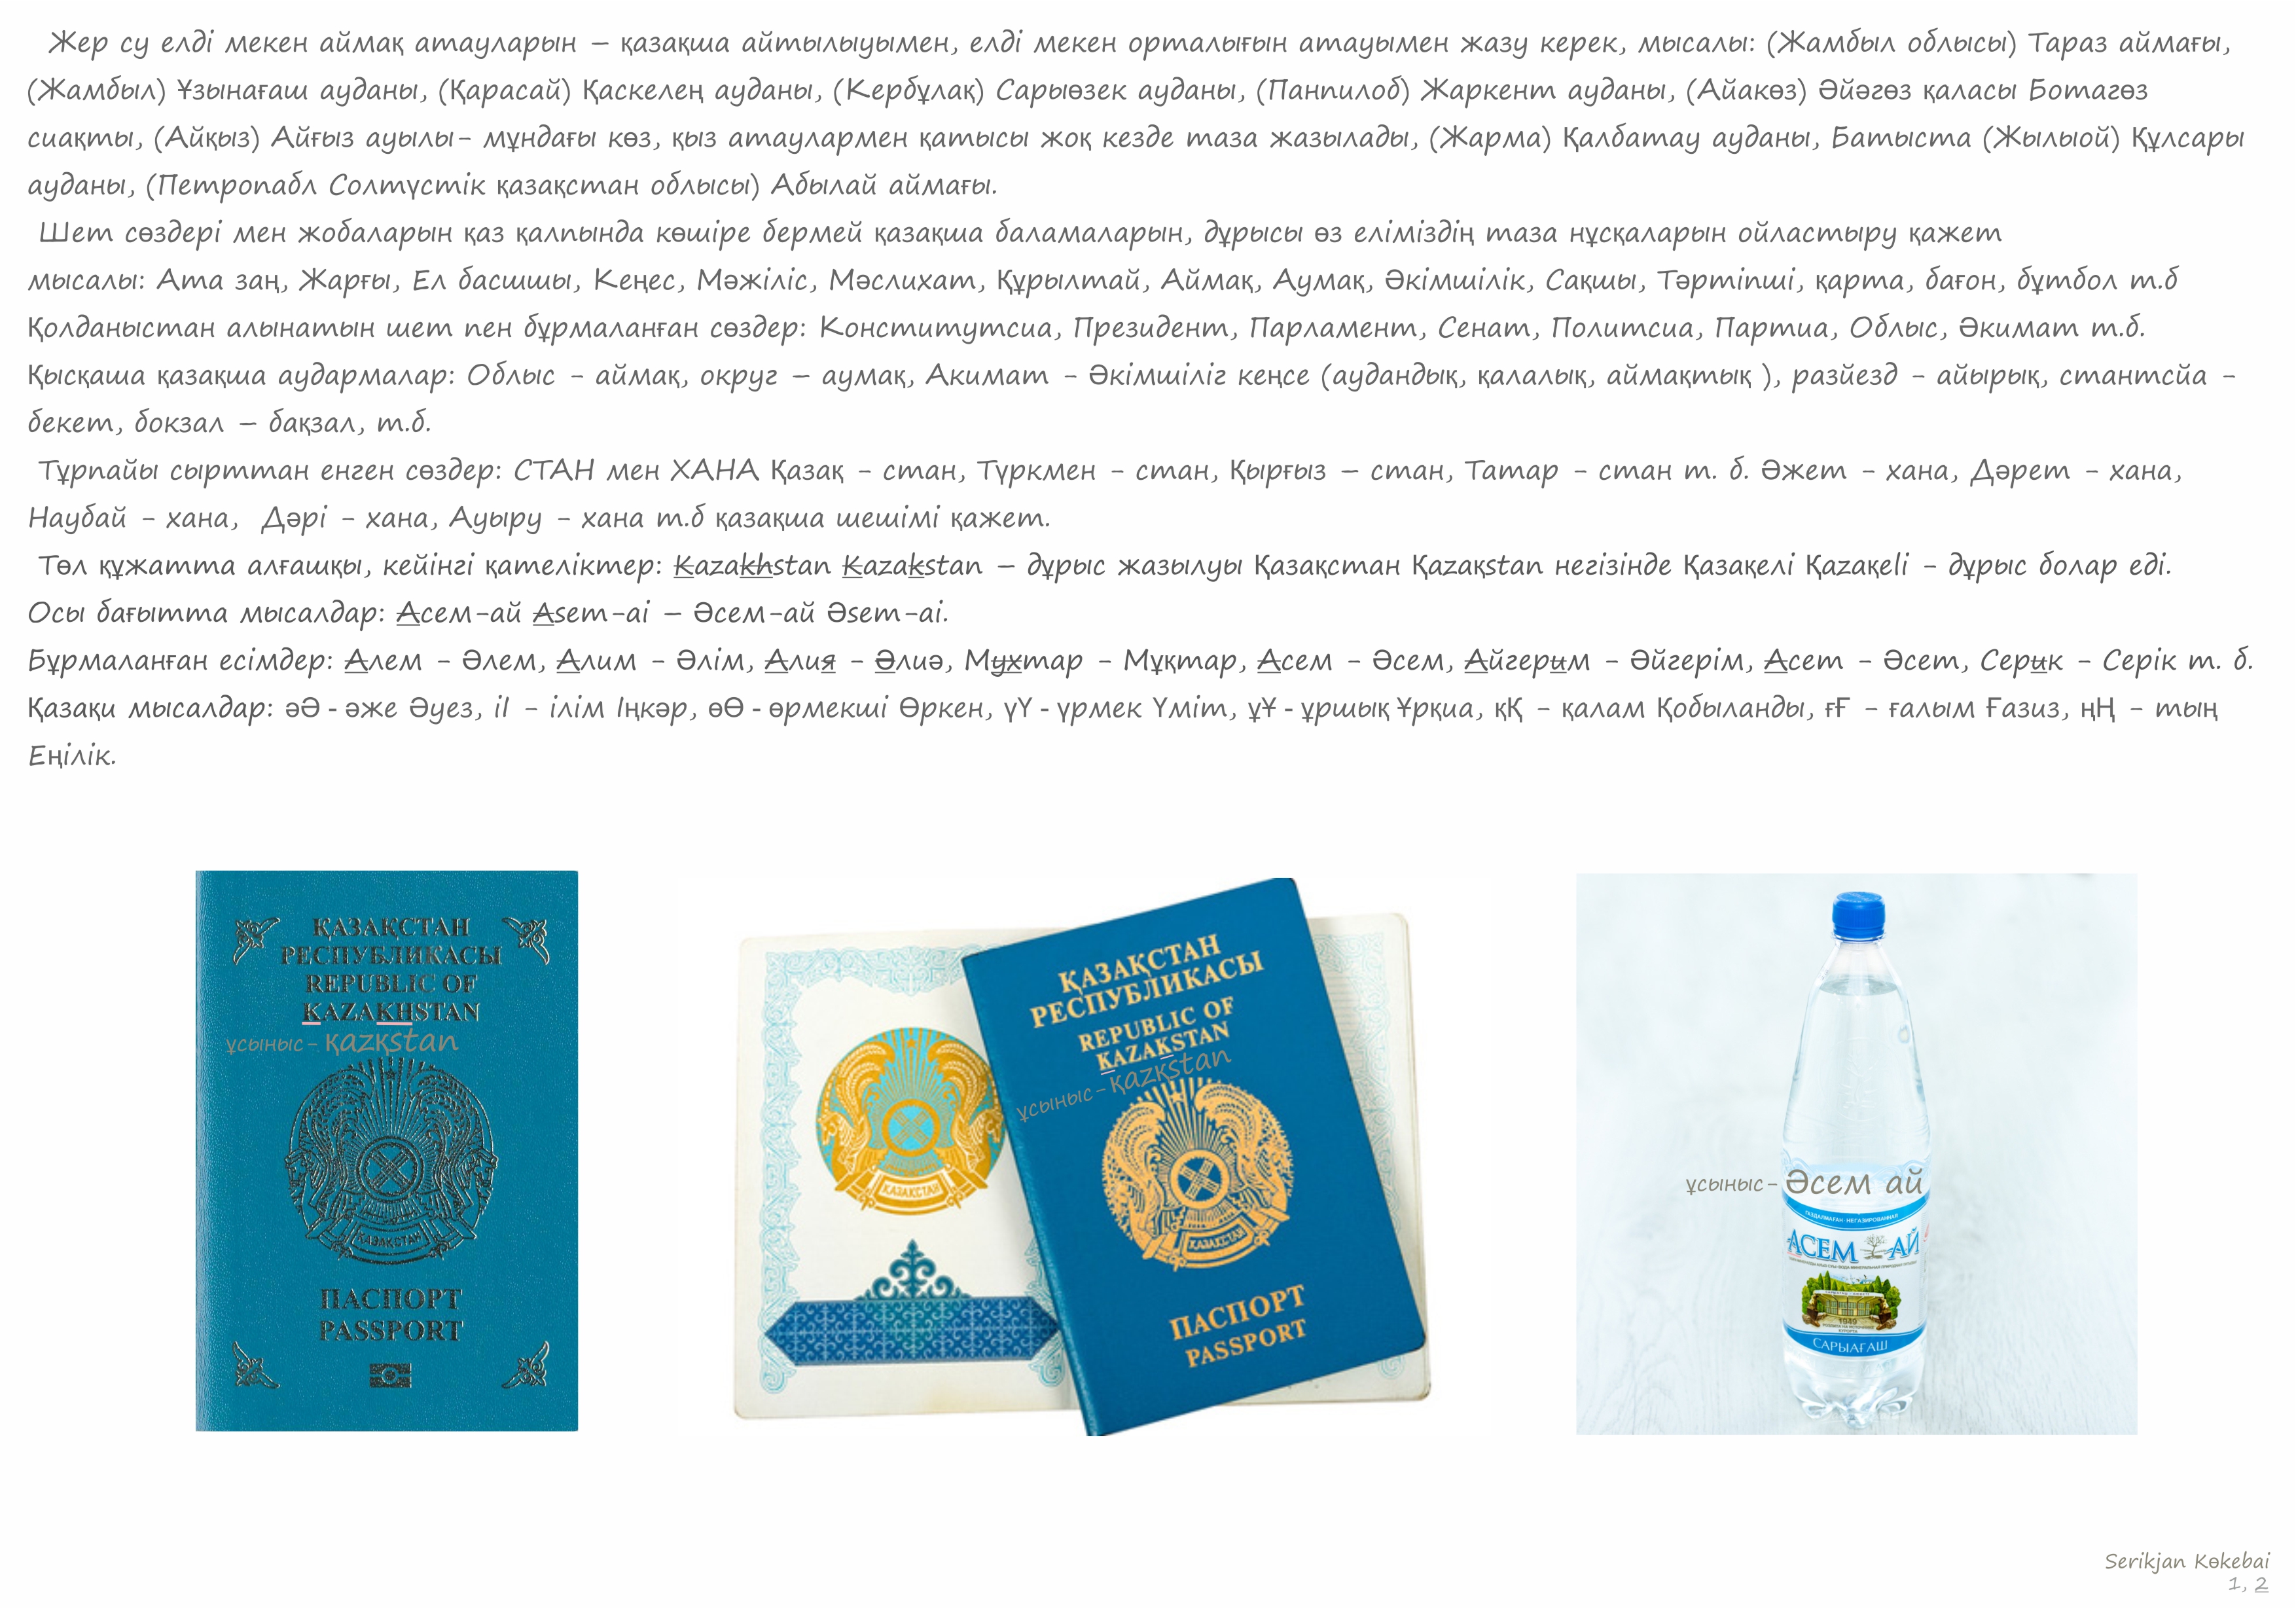 Жер су елді мекен аймақ атауларын – қазақша айтылыуымен, елді мекен орталығын атауымен жазу керек, мысалы: (Жамбыл облысы) Тараз аймағы,
(Жамбыл) Ұзынағаш ауданы, (Қарасай) Қаскелең ауданы, (Кербұлақ) Сарыөзек ауданы, (Панпилоб) Жаркент ауданы, (Айакөз) Әйәгөз қаласы Ботагөз
сиақты, (Айқыз) Айғыз ауылы- мұндағы көз, қыз атаулармен қатысы жоқ кезде таза жазылады, (Жарма) Қалбатау ауданы, Батыста (Жылыой) Құлсары
ауданы, (Петропабл Солтүстік қазақстан облысы) Абылай аймағы.
Шет сөздері мен жобаларын қаз қалпында көшіре бермей қазақша баламаларын, дұрысы өз еліміздің таза нұсқаларын ойластыру қажет
мысалы: Ата заң, Жарғы, Ел басшшы, Кеңес, Мәжіліс, Мәслихат, Құрылтай, Аймақ, Аумақ, Әкімшілік, Сақшы, Тәртіпші, қарта, бағон, бұтбол т.б
Қолданыстан алынатын шет пен бұрмаланған сөздер: Конститутсиа, Президент, Парламент, Сенат, Политсиа, Партиа, Облыс, Әкимат т.б.
Қысқаша қазақша аудармалар: Облыс - аймақ, округ – аумақ, Акимат - Әкімшіліг кеңсе (аудандық, қалалық, аймақтық ), разйезд - айырық, стантсйа -
бекет, бокзал – бақзал, т.б.
Тұрпайы сырттан енген сөздер: СТАН мен ХАНА Қазақ - стан, Түркмен - стан, Қырғыз – стан, Татар - стан т. б. Әжет - хана, Дәрет - хана,
Наубай - хана, Дәрі - хана, Ауыру - хана т.б қазақша шешімі қажет.
Төл құжатта алғашқы, кейінгі қателіктер: Kazakhstan Kazakstan – дұрыс жазылуы Қазақстан Қazaқstan негізінде Қазақелі Қazaқeli - дұрыс болар еді.
Осы бағытта мысалдар: Асем-ай Asem-ai – Әсем-ай Әsem-ai.
Бұрмаланған есімдер: Алем - Әлем, Алим - Әлім, Алия - Әлиә, Мухтар - Мұқтар, Асем - Әсем, Айгерим - Әйгерім, Асет - Әсет, Серик - Серік т. б.
Қазақи мысалдар: әӘ - әже Әуез, іІ - ілім Іңкәр, өӨ - өрмекші Өркен, үҮ - үрмек Үміт, ұҰ - ұршық Ұрқиа, қҚ - қалам Қобыланды, ғҒ - ғалым Ғазиз, ңҢ - тың
Еңілік.
ҚАЗАҚСТАН
РЕСПУБЛИКАСЫ
REPUBLIC OF
KAZAKHSTAN
ұсыныс- қazқstan
ҚАЗАҚСТАН
ПАСПОРТ
PASSPORT
ҚАЗАҚСТАН
ҚАЗАҚСТАН
РЕСПУБЛИКАСЫ
REPUBLIC OF
KAZAKSTAN
ұсыныс- қazқstan
ҚАЗАҚСТАН
ПАСПОРТ
PASSPORT
ұсыныс- Әсем ай
ГАЗДАЛМАҒАН НЕГАЗИРОВАННАЯ
АСЕМ АЙ
1949
САРЫАҒАШ
Serikjan Kөkebai
1, 2